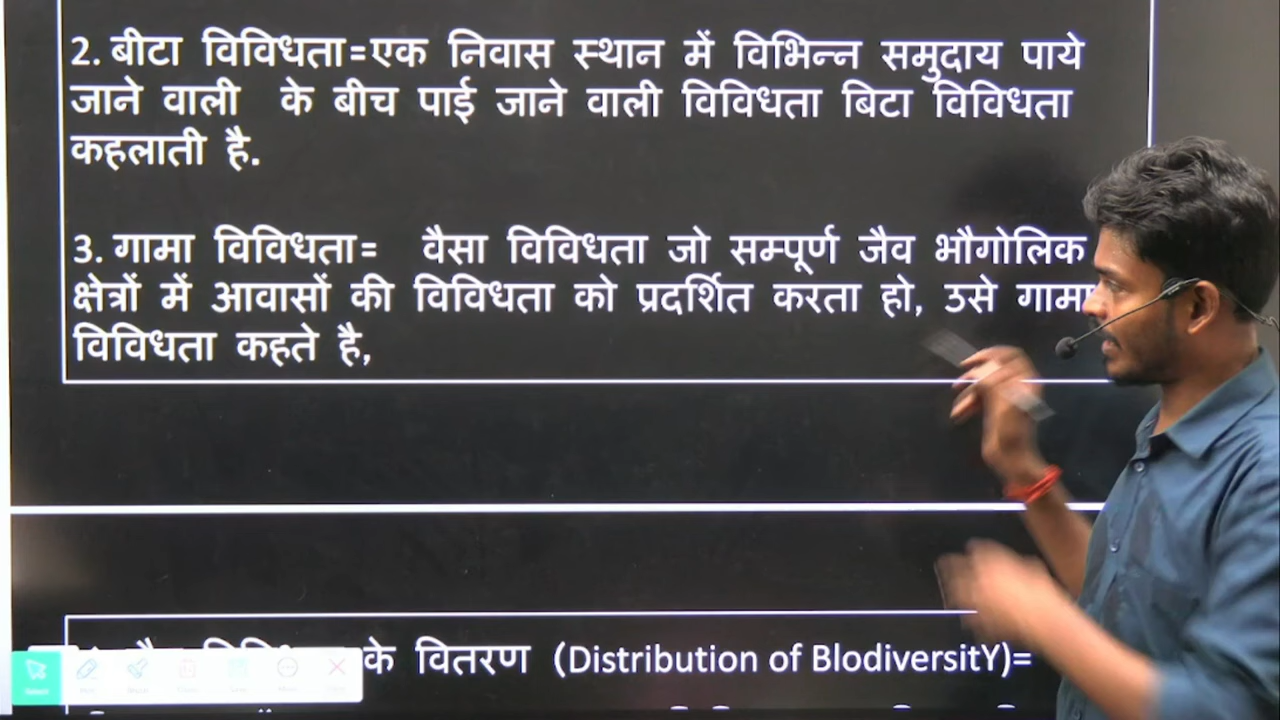 2. बीटा विविधता=एक निवास स्थान में विभिन्न समुदाय पाये
जाने वाली के बीच पाई जाने वाली विविधता बिटा विविधता
कहलाती है.
3. गामा विविधता= वैसा विविधता जो सम्पूर्ण जैव भौगोलिक
क्षेत्रों में आवासों की विविधता को प्रदर्शित करता हो, उसे गामा
विविधता कहते है,
के वितरण (Distribution of BlodiversitY)=